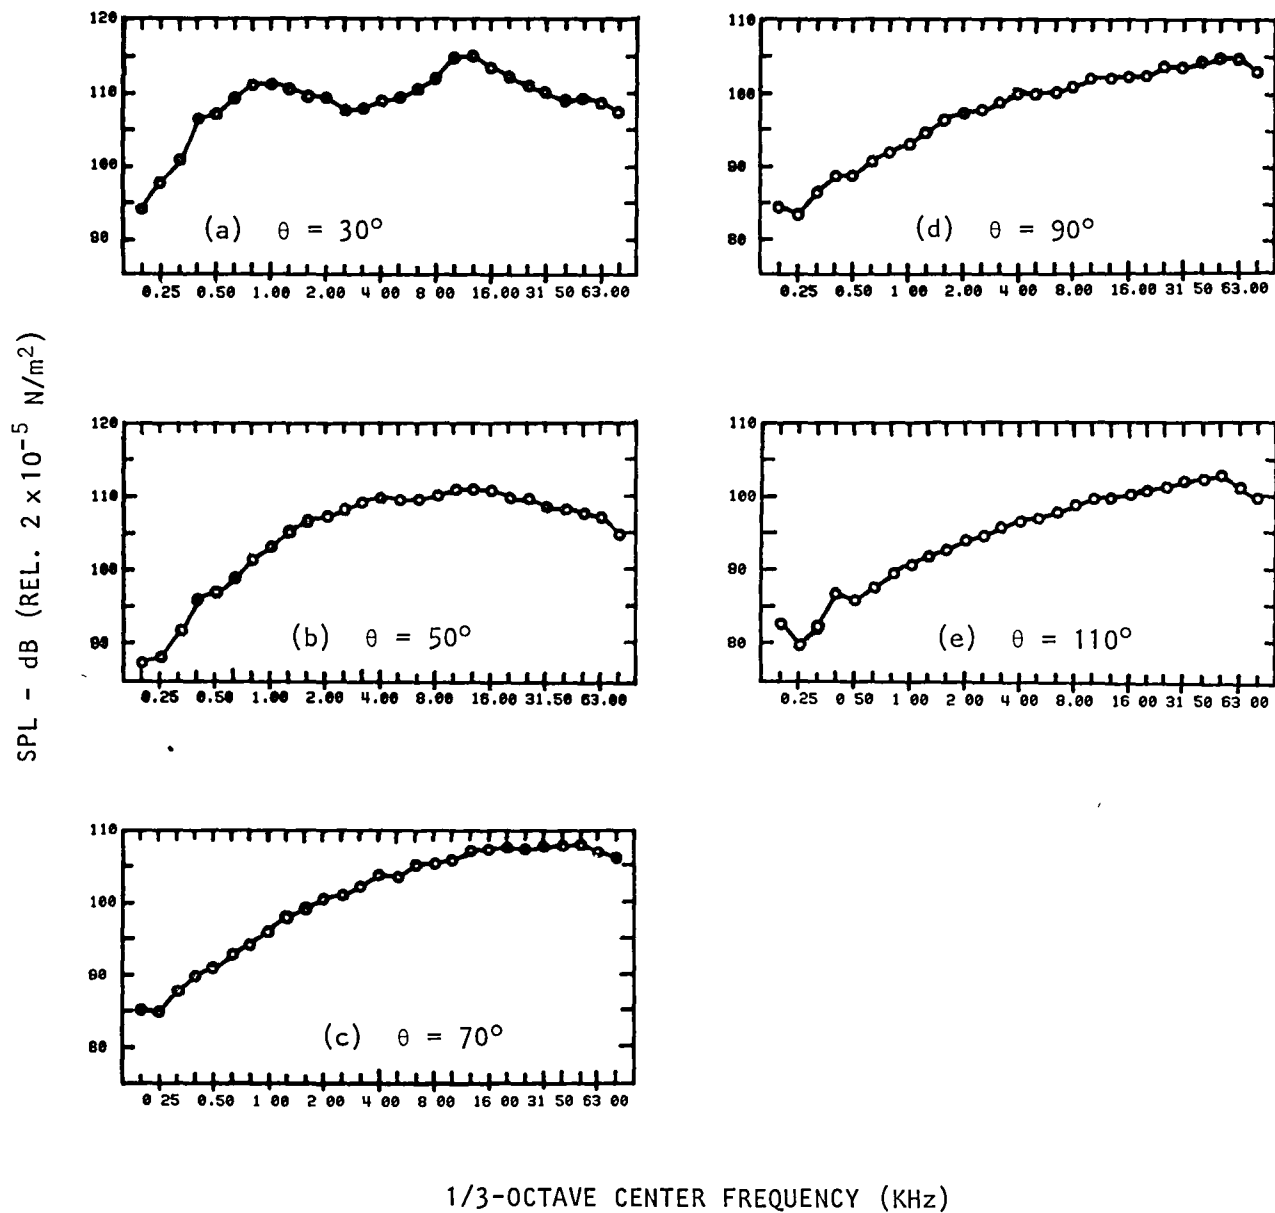 120
110
100
90
(a) θ = 30°
0.25 0.50 1.00 2.00 4 00 8 00 16.00 31 50 63.00
110
100
90
80
(d) θ = 90°
0.25 0.50 1 00 2.00 4 00 8.00 16.00 31 50 63.00
SPL - dB (REL. 2 x 10⁻⁵ N/m²)
120
110
100
90
(b) θ = 50°
0.25 0.50 1.00 2.00 4.00 8.00 16.00 31.50 63.00
110
100
90
80
(e) θ = 110°
0.25 0 50 1 00 2 00 4 00 8.00 16 00 31 50 63 00
110
100
90
80
(c) θ = 70°
0 25 0.50 1 00 2 00 4 00 8 00 16 00 31 50 63 00
1/3-OCTAVE CENTER FREQUENCY (KHz)